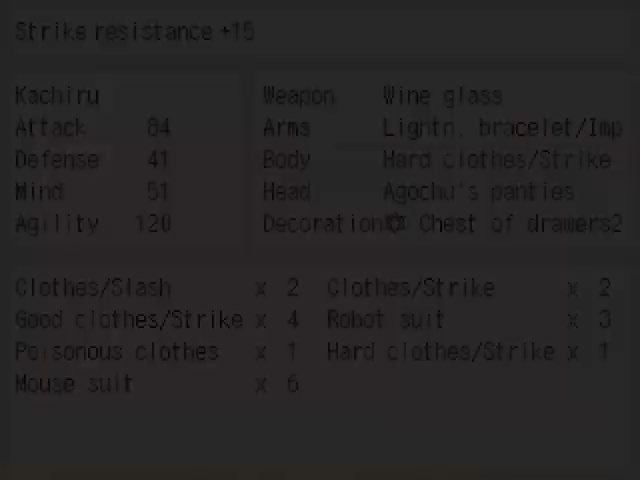 Strike resistance +15
Kachiru
Attack 84
Defense 41
Mind 51
Agility 120
Weapon Wine glass
Arms Lightn. bracelet/Imp
Body Hard clothes/Strike
Head Agochu's panties
Decoration Chest of drawers2
Clothes/Slash x 2 Clothes/Strike x 2
Good clothes/Strike x 4 Robot suit x 3
Poisonous clothes x 1 Hard clothes/Strike x 1
Mouse suit x 6